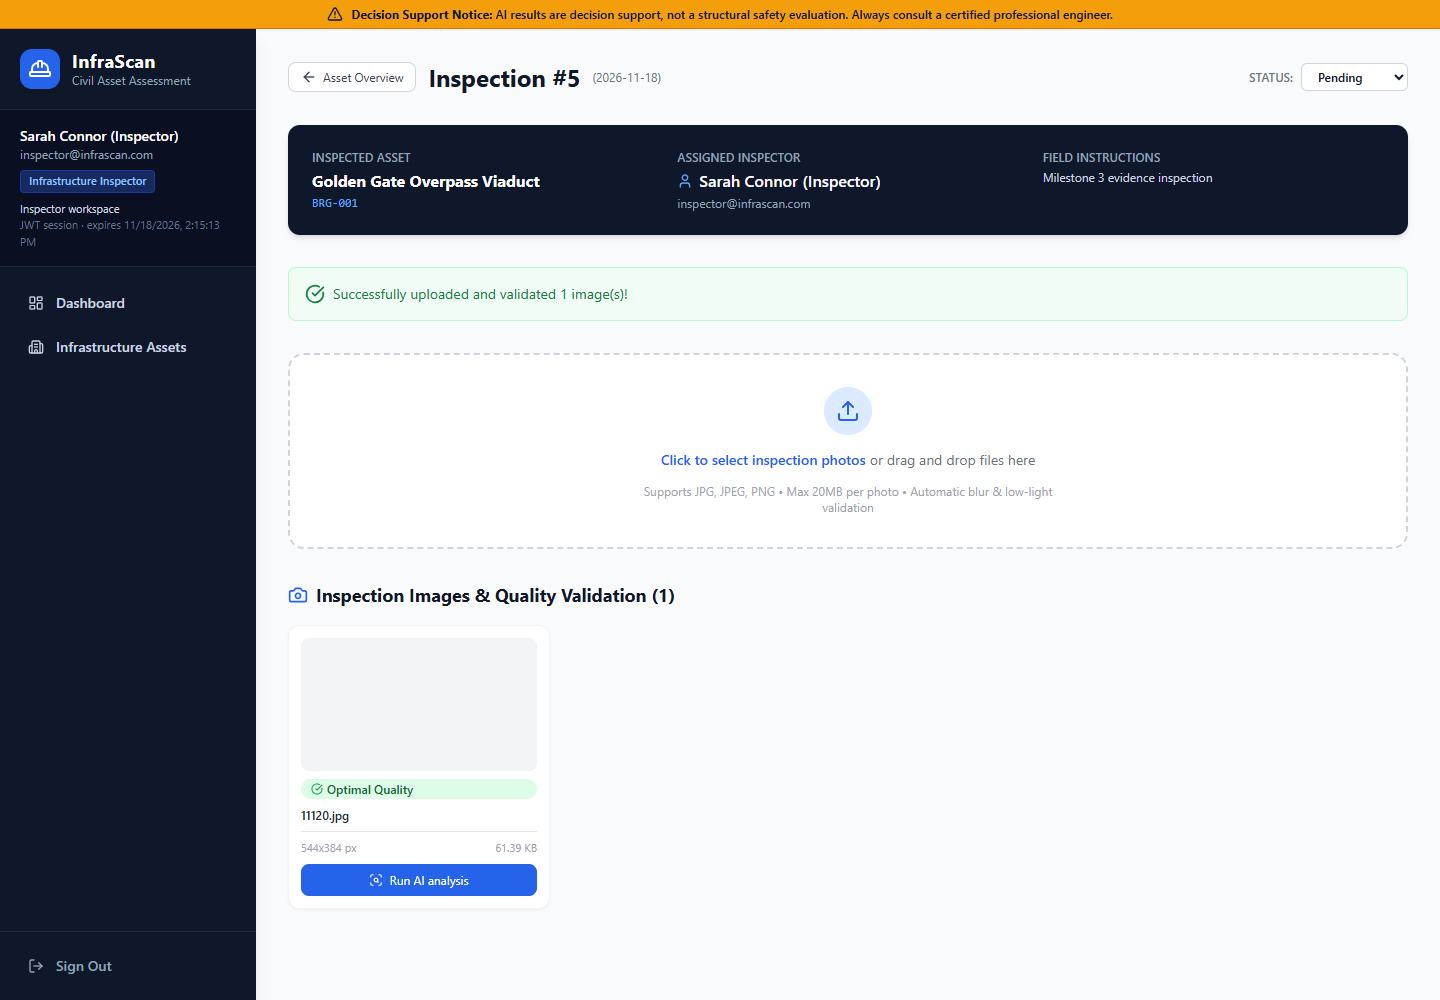 Decision Support Notice: AI results are decision support, not a structural safety evaluation. Always consult a certified professional engineer.
InfraScan
Civil Asset Assessment
Sarah Connor (Inspector)
inspector@infrascan.com
Infrastructure Inspector
Inspector workspace
JWT session · expires 11/18/2026, 2:15:13
PM
Dashboard
Infrastructure Assets
Sign Out
Asset Overview
Inspection #5
(2026-11-18)
STATUS:
Pending
INSPECTED ASSET
Golden Gate Overpass Viaduct
BRG-001
ASSIGNED INSPECTOR
Sarah Connor (Inspector)
inspector@infrascan.com
FIELD INSTRUCTIONS
Milestone 3 evidence inspection
Successfully uploaded and validated 1 image(s)!
Click to select inspection photos or drag and drop files here
Supports JPG, JPEG, PNG • Max 20MB per photo • Automatic blur & low-light
validation
Inspection Images & Quality Validation (1)
Optimal Quality
11120.jpg
544x384 px
61.39 KB
Run AI analysis